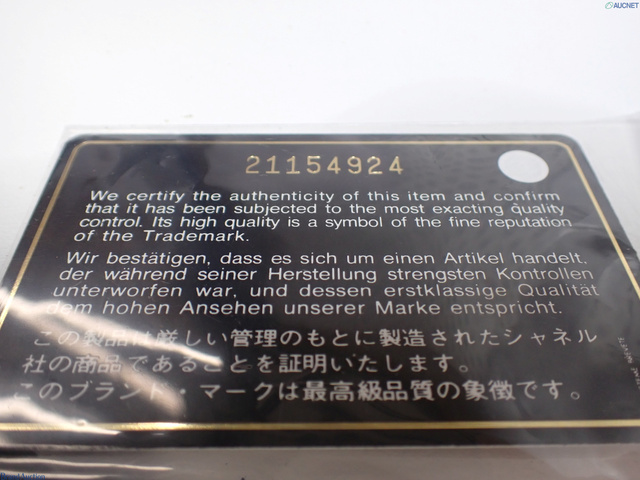 AUCNET
21154924
We certify the authenticity of this item and confirm
that it has been subjected to the most exacting quality
control. Its high quality is a symbol of the fine reputation
of the Trademark.
Wir bestätigen, dass es sich um einen Artikel handelt,
der während seiner Herstellung strengsten Kontrollen
unterworfen war, und dessen erstklassige Qualität
dem hohen Ansehen unserer Marke entspricht.
この製品は厳しい管理のもとに製造されたシャネル
社の商品であることを証明いたします。
このブランド・マークは最高級品質の象徴です。